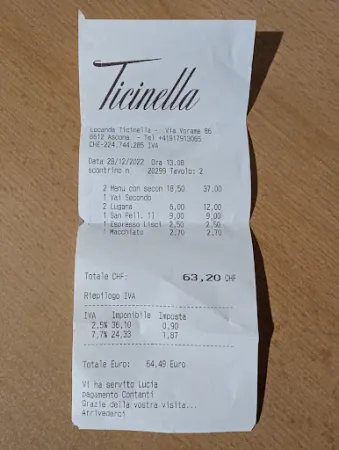 Ticinella
Locanda Ticinella - Via Vorame 86
6612 Ascona - Tel +41917913065
CHE-224.744.285 IVA
Data 28/12/2022 Ora 13.08
scontrino n 20299 Tavolo: 2
2 Menu con secon 18,50 37,00
1 Vai Secondo
2 Lugana 6,00 12,00
1 San Pell. 1l 9,00 9,00
1 Espresso Lisci 2,50 2,50
1 Macchiato 2,70 2,70
Totale CHF: 63,20 CHF
Riepilogo IVA
IVA Imponibile Imposta
2,5% 36,10 0,90
7,7% 24,33 1,87
Totale Euro: 64,49 Euro
Vi ha servito Lucia
pagamento Contanti
Grazie della vostra visita...
Arrivederci